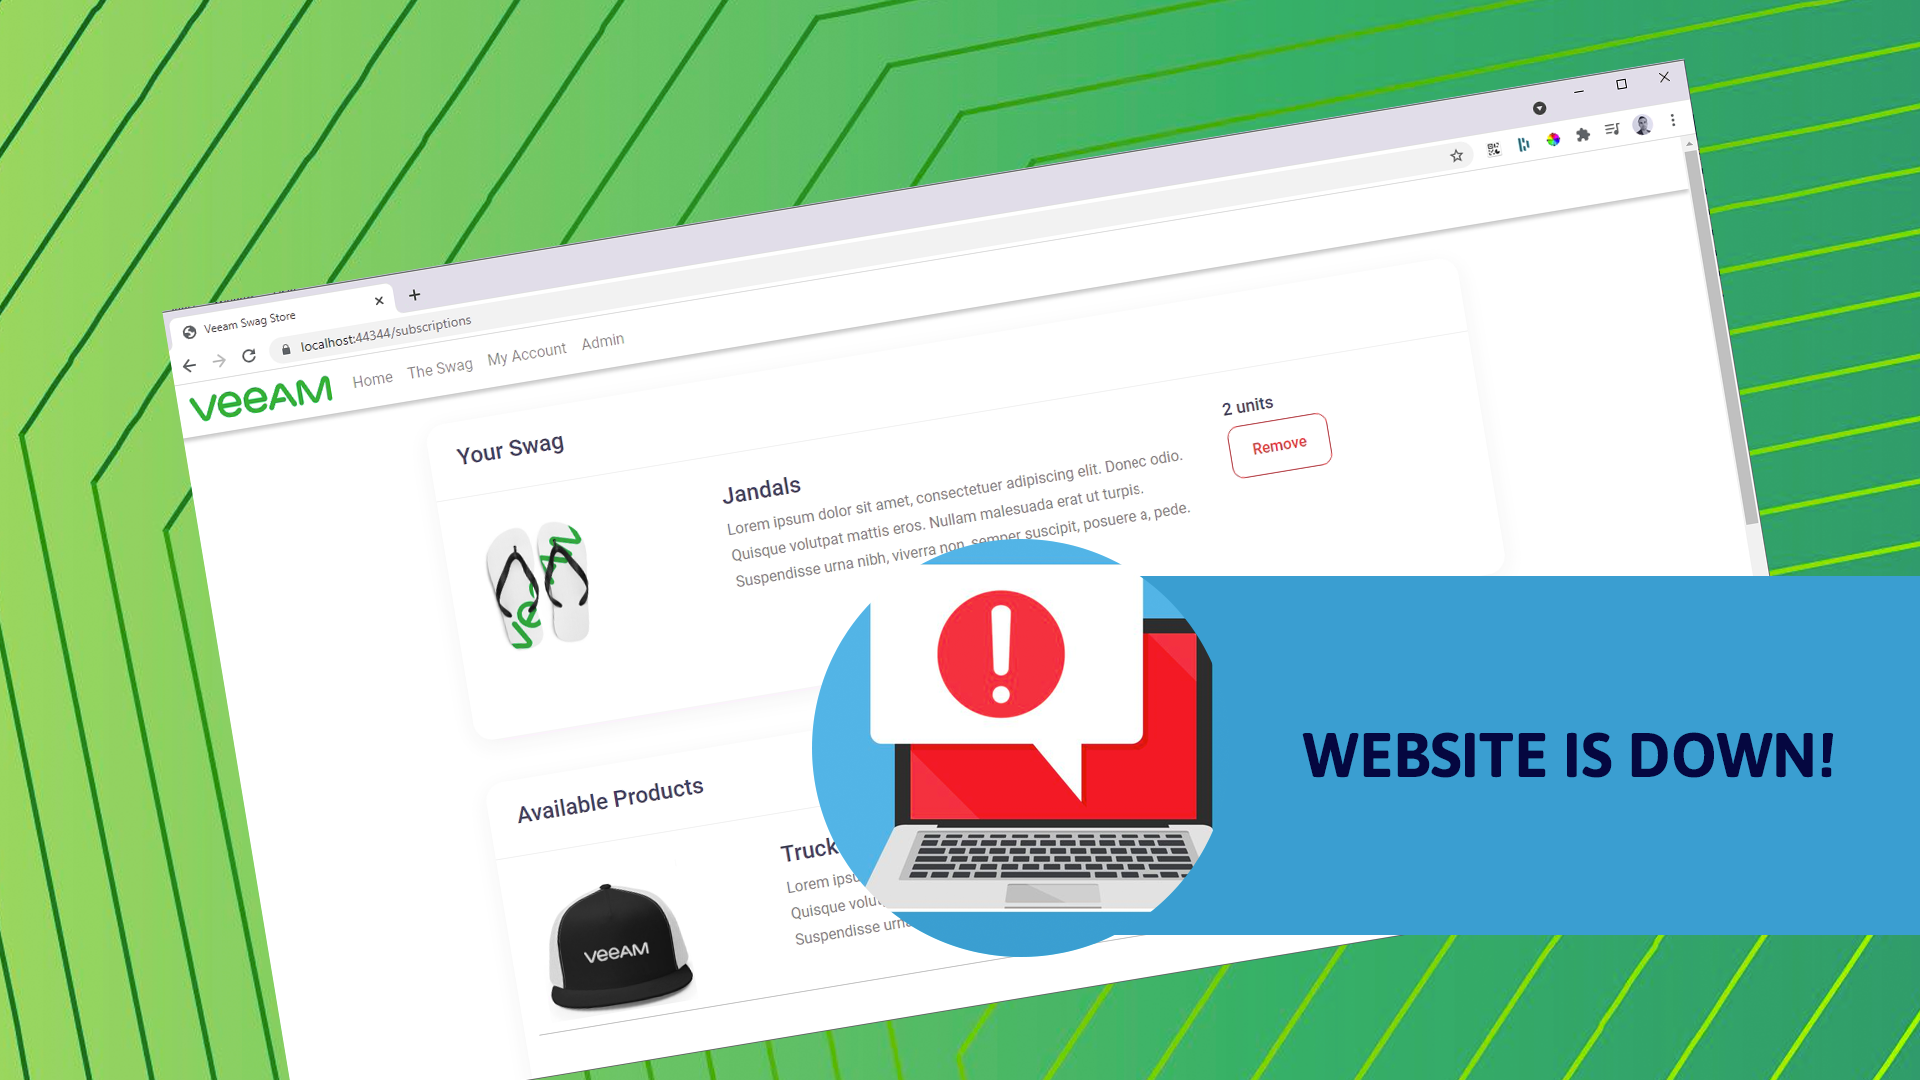 Veeam Swag Store
localhost:44344/subscriptions
veeam
Home The Swag My Account Admin
Your Swag
Jandals
Lorem ipsum dolor sit amet, consectetuer adipiscing elit. Donec odio.
Quisque volutpat mattis eros. Nullam malesuada erat ut turpis.
Suspendisse urna nibh, viverra non, semper suscipit, posuere a, pede.
2 units
Remove
Available Products
Truck
Lorem ipsu
Quisque volut
Suspendisse urna
veeam
WEBSITE IS DOWN!